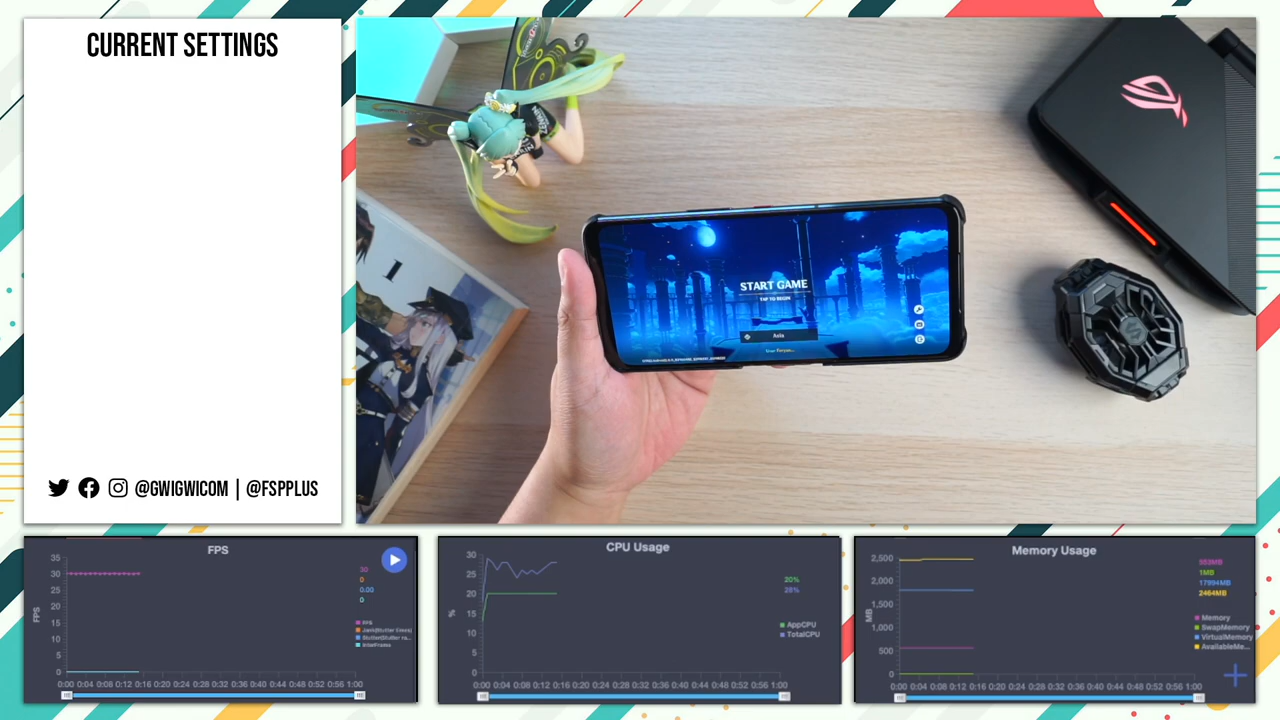 CURRENT SETTINGS
@GWIGWICOM | @FSPPLUS
1
START GAME
TAP TO BEGIN
Asia
FPS
35
30
25
20
15
10
5
0
FPS
0:00 0:04 0:08 0:12 0:16 0:20 0:24 0:28 0:32 0:36 0:40 0:44 0:48 0:52 0:56 1:00
30
0
0.00
0
FPS
CPU Usage
30
25
20
15
10
5
0
%
0:00 0:04 0:08 0:12 0:16 0:20 0:24 0:28 0:32 0:36 0:40 0:44 0:48 0:52 0:56 1:00
20%
28%
AppCPU
TotalCPU
Memory Usage
2,500
2,000
1,500
1,000
500
0
MB
0:00 0:04 0:08 0:12 0:16 0:20 0:24 0:28 0:32 0:36 0:40 0:44 0:48 0:52 0:56 1:00
1MB
17994MB
2464MB
Memory
SwapMemory
VirtualMemory
AvailableMe...